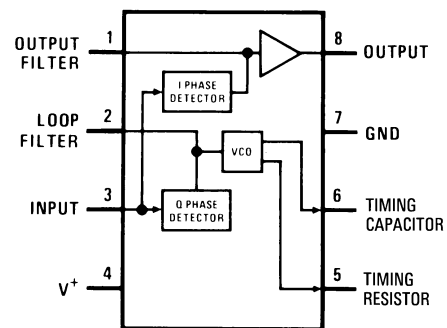 1
OUTPUT
FILTER
8
OUTPUT
I PHASE
DETECTOR
2
LOOP
FILTER
7
GND
VCO
3
INPUT
Q PHASE
DETECTOR
6
TIMING
CAPACITOR
4
V+
5
TIMING
RESISTOR